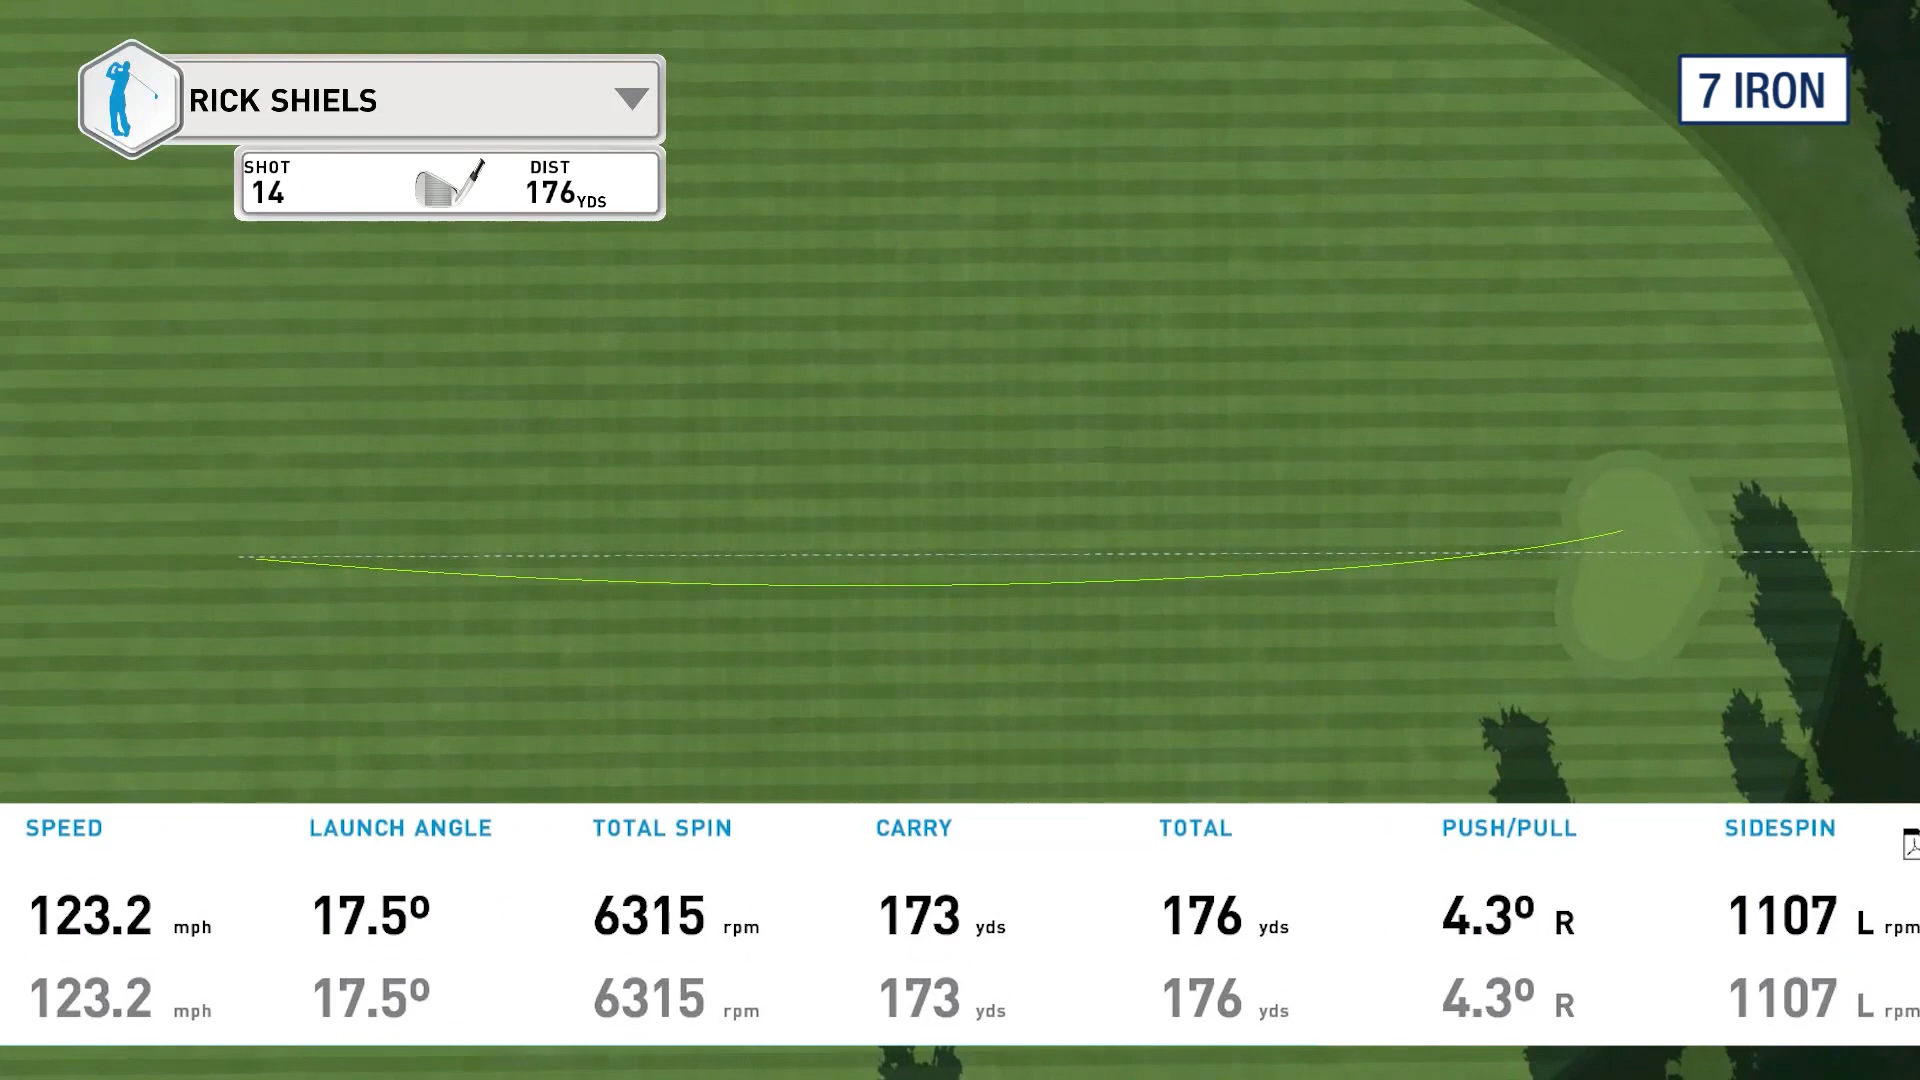 RICK SHIELS
7 IRON
SHOT DIST
14 176YDS
SPEED LAUNCH ANGLE TOTAL SPIN CARRY TOTAL PUSH/PULL SIDESPIN
123.2 mph 17.5º 6315 rpm 173 yds 176 yds 4.3º R 1107 L rpm
123.2 mph 17.5º 6315 rpm 173 yds 176 yds 4.3º R 1107 L rpm